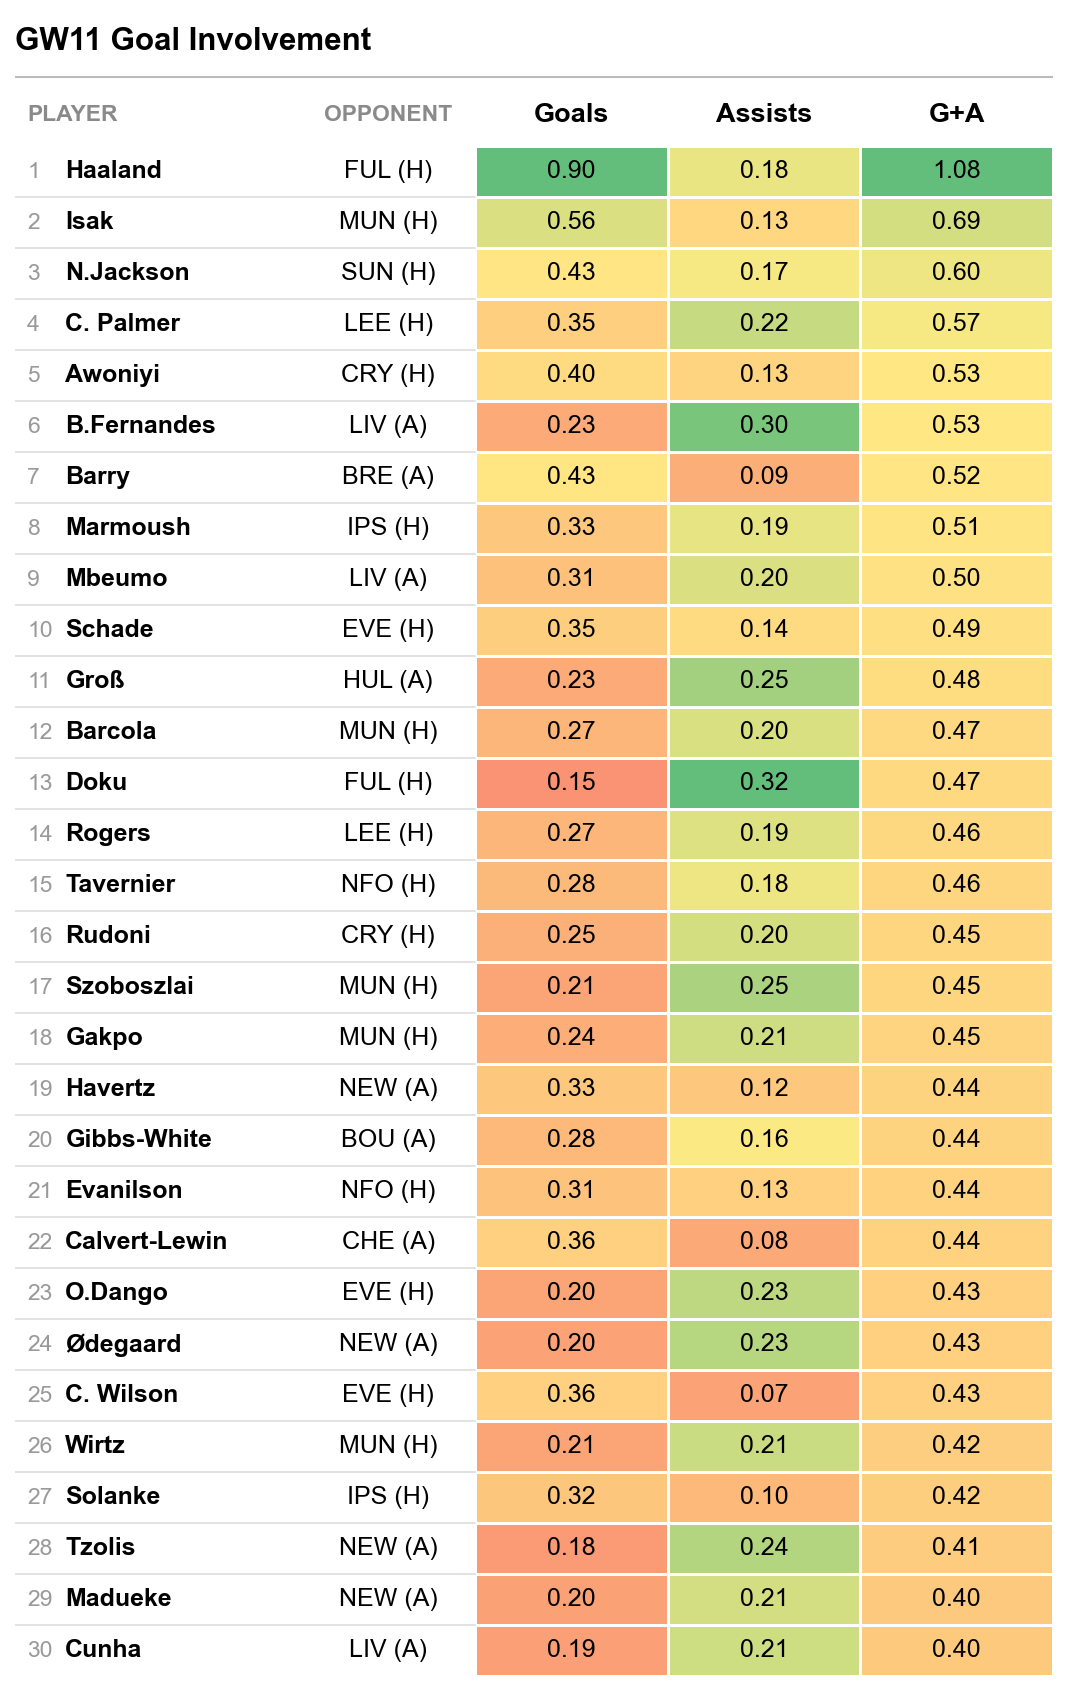 GW11 Goal Involvement
PLAYER OPPONENT Goals Assists G+A
1 Haaland FUL (H) 0.90 0.18 1.08
2 Isak MUN (H) 0.56 0.13 0.69
3 N.Jackson SUN (H) 0.43 0.17 0.60
4 C. Palmer LEE (H) 0.35 0.22 0.57
5 Awoniyi CRY (H) 0.40 0.13 0.53
6 B.Fernandes LIV (A) 0.23 0.30 0.53
7 Barry BRE (A) 0.43 0.09 0.52
8 Marmoush IPS (H) 0.33 0.19 0.51
9 Mbeumo LIV (A) 0.31 0.20 0.50
10 Schade EVE (H) 0.35 0.14 0.49
11 Groß HUL (A) 0.23 0.25 0.48
12 Barcola MUN (H) 0.27 0.20 0.47
13 Doku FUL (H) 0.15 0.32 0.47
14 Rogers LEE (H) 0.27 0.19 0.46
15 Tavernier NFO (H) 0.28 0.18 0.46
16 Rudoni CRY (H) 0.25 0.20 0.45
17 Szoboszlai MUN (H) 0.21 0.25 0.45
18 Gakpo MUN (H) 0.24 0.21 0.45
19 Havertz NEW (A) 0.33 0.12 0.44
20 Gibbs-White BOU (A) 0.28 0.16 0.44
21 Evanilson NFO (H) 0.31 0.13 0.44
22 Calvert-Lewin CHE (A) 0.36 0.08 0.44
23 O.Dango EVE (H) 0.20 0.23 0.43
24 Ødegaard NEW (A) 0.20 0.23 0.43
25 C. Wilson EVE (H) 0.36 0.07 0.43
26 Wirtz MUN (H) 0.21 0.21 0.42
27 Solanke IPS (H) 0.32 0.10 0.42
28 Tzolis NEW (A) 0.18 0.24 0.41
29 Madueke NEW (A) 0.20 0.21 0.40
30 Cunha LIV (A) 0.19 0.21 0.40